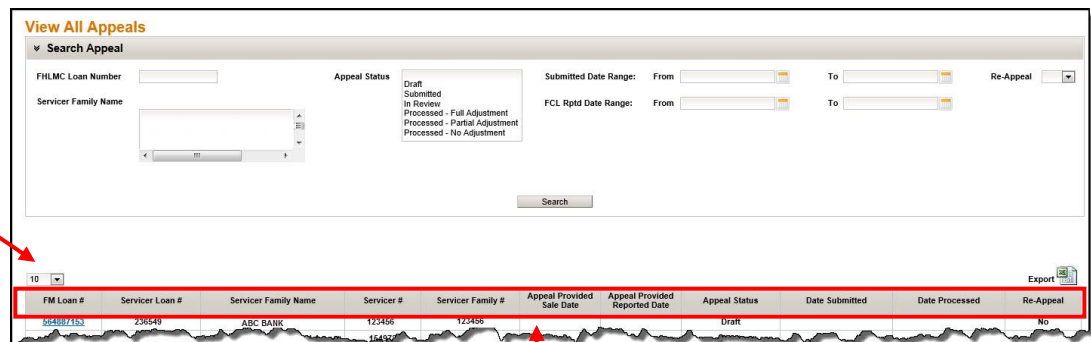 View All Appeals
Search Appeal
FHLMC Loan Number
Appeal Status
Draft
Submitted
In Review
Processed - Full Adjustment
Processed - Partial Adjustment
Processed - No Adjustment
Submitted Date Range: From To Re-Appeal
Servicer Family Name
FCL Rptd Date Range: From To
Search
10
Export
FM Loan # Servicer Loan # Servicer Family Name Servicer # Servicer Family # Appeal Provided Sale Date Appeal Provided Reported Date Appeal Status Date Submitted Date Processed Re-Appeal
564887153 236549 ABC BANK 123456 123456 Draft No